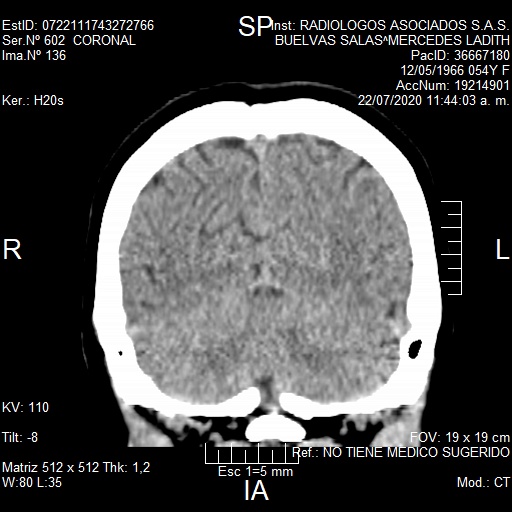 EstID: 0722111743272766
Ser.Nº 602 CORONAL
Ima.Nº 136
Ker.: H20s
SP
Inst: RADIOLOGOS ASOCIADOS S.A.S.
BUELVAS SALAS^MERCEDES LADITH
PacID: 36667180
12/05/1966 054Y F
AccNum: 19214901
22/07/2020 11:44:03 a. m.
R
L
KV: 110
Tilt: -8
Matriz 512 x 512 Thk: 1,2
W:80 L:35
Esc 1=5 mm
IA
FOV: 19 x 19 cm
Ref.: NO TIENE MEDICO SUGERIDO
Mod.: CT